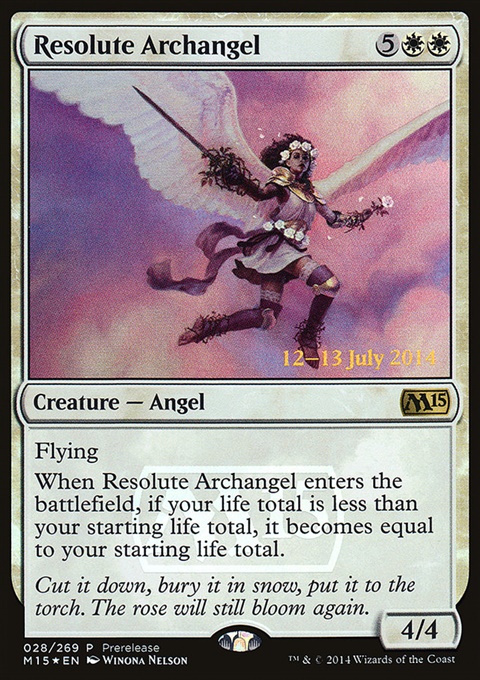 Resolute Archangel 5
12–13 July 2014
Creature — Angel M15
Flying
When Resolute Archangel enters the
battlefield, if your life total is less than
your starting life total, it becomes equal
to your starting life total.
Cut it down, bury it in snow, put it to the
torch. The rose will still bloom again.
4/4
028/269 P Prerelease
M15★EN Winona Nelson ™ & © 2014 Wizards of the Coast